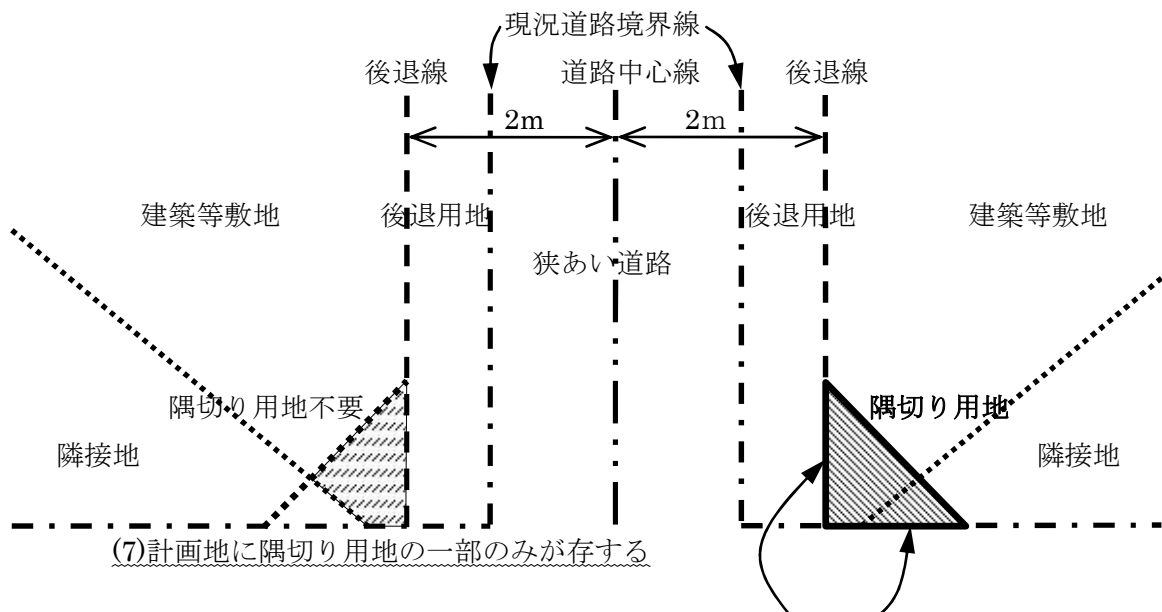 現況道路境界線
後退線 道路中心線 後退線
2m 2m
建築等敷地 後退用地 後退用地 建築等敷地
狭あい道路
隅切り用地不要 隅切り用地
隣接地 隣接地
(7)計画地に隅切り用地の一部のみが存する